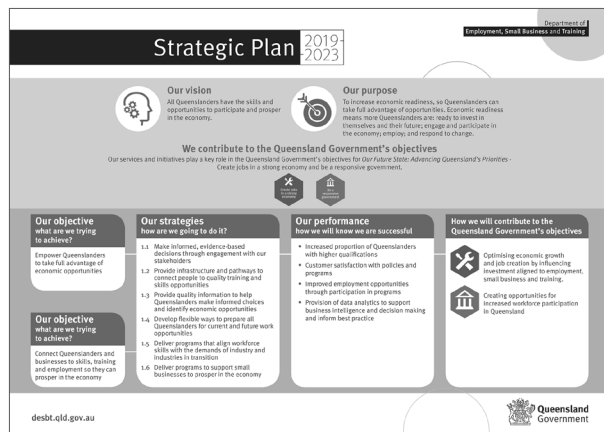 Department of
Employment, Small Business and Training
Strategic Plan 2019-
2023
Our vision
All Queenslanders have the skills and
opportunities to participate and prosper
in the economy.
Our purpose
To increase economic readiness, so Queenslanders can
take full advantage of opportunities. Economic readiness
means more Queenslanders are: ready to invest in
themselves and their future; engage and participate in
the economy; employ; and respond to change.
We contribute to the Queensland Government's objectives
Our services and initiatives play a key role in the Queensland Government's objectives for Our Future State: Advancing Queensland's Priorities -
Create jobs in a strong economy and be a responsive government.
Our objective
what are we trying
to achieve?
Empower Queenslanders
to take full advantage of
economic opportunities
Our objective
what are we trying
to achieve?
Connect Queenslanders and
businesses to skills, training
and employment so they can
prosper in the economy
Our strategies
how are we going to do it?
1.1 Make informed, evidence-based
decisions through engagement with our
stakeholders
1.2 Provide infrastructure and pathways to
connect people to quality training and
skills opportunities
1.3 Provide quality information to help
Queenslanders make informed choices
and identify economic opportunities
1.4 Develop flexible ways to prepare all
Queenslanders for current and future work
opportunities
1.5 Deliver programs that align workforce
skills with the demands of industry and
industries in transition
1.6 Deliver programs to support small
businesses to prosper in the economy
Our performance
how we will know we are successful
• Increased proportion of Queenslanders
with higher qualifications
• Customer satisfaction with policies and
programs
• Improved employment opportunities
through participation in programs
• Provision of data analytics to support
business intelligence and decision making
and inform best practice
How we will contribute to the
Queensland Government's objectives
Optimising economic growth
and job creation by influencing
investment aligned to employment,
small business and training.
Creating opportunities for
increased workforce participation
in Queensland
desbt.qld.gov.au
Queensland
Government